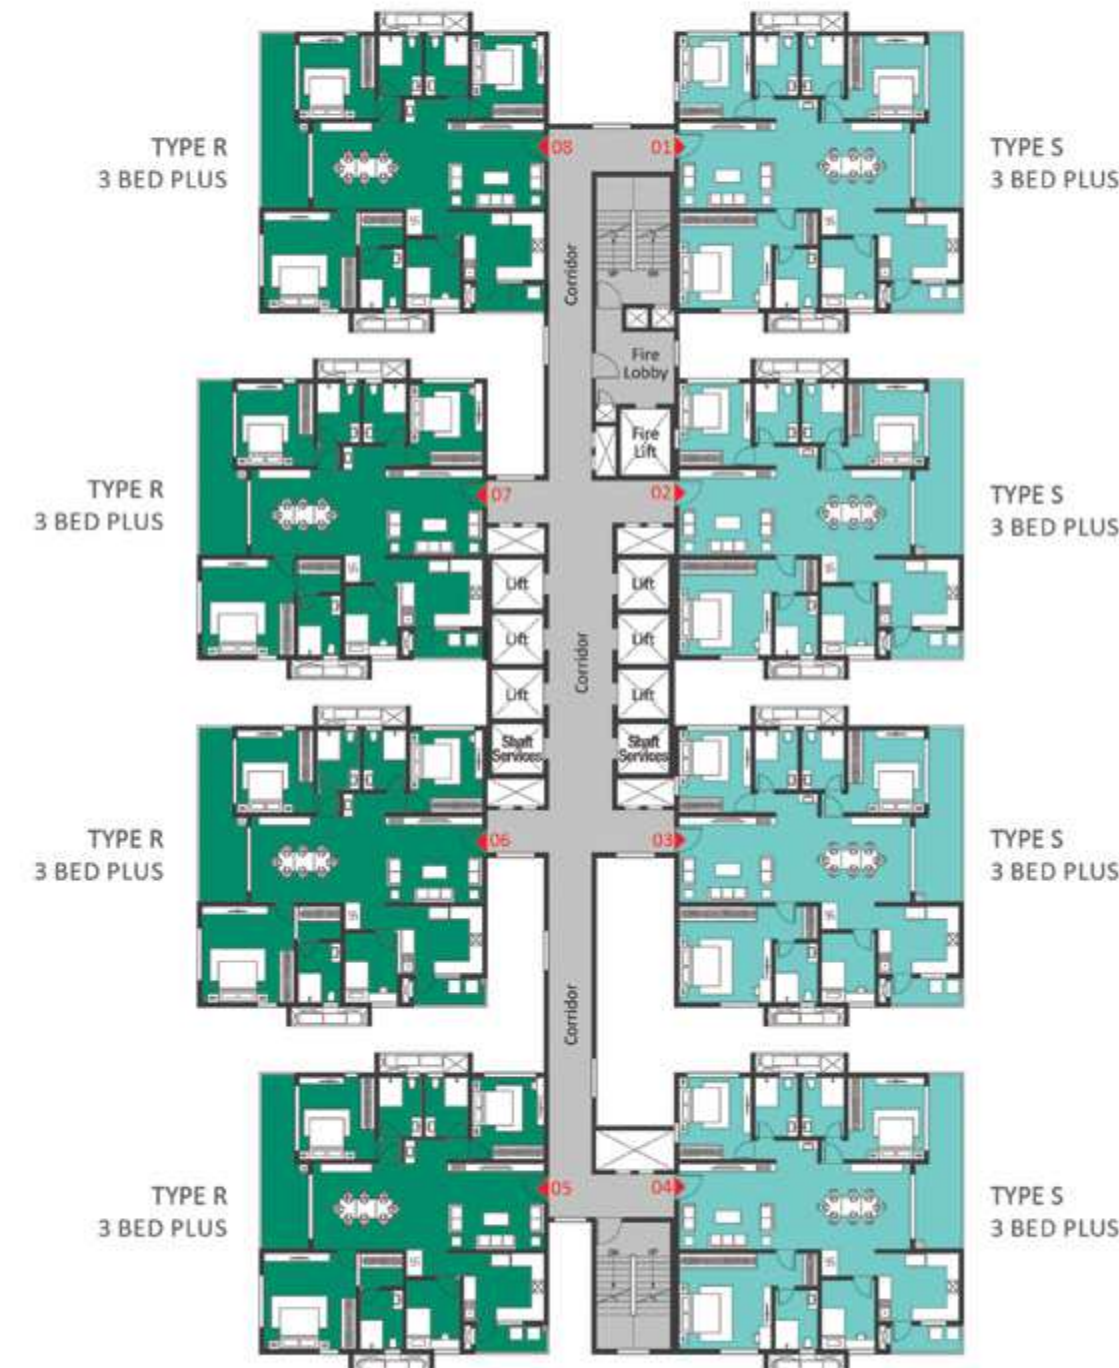 TYPE R
3 BED PLUS
08
01
TYPE S
3 BED PLUS
Corridor
Fire
Lobby
Fire
Lift
TYPE R
3 BED PLUS
07
02
TYPE S
3 BED PLUS
Lift
Lift
Lift
Lift
Corridor
Lift
Lift
Shaft
Services
Shaft
Services
TYPE R
3 BED PLUS
06
03
TYPE S
3 BED PLUS
Corridor
TYPE R
3 BED PLUS
05
04
TYPE S
3 BED PLUS